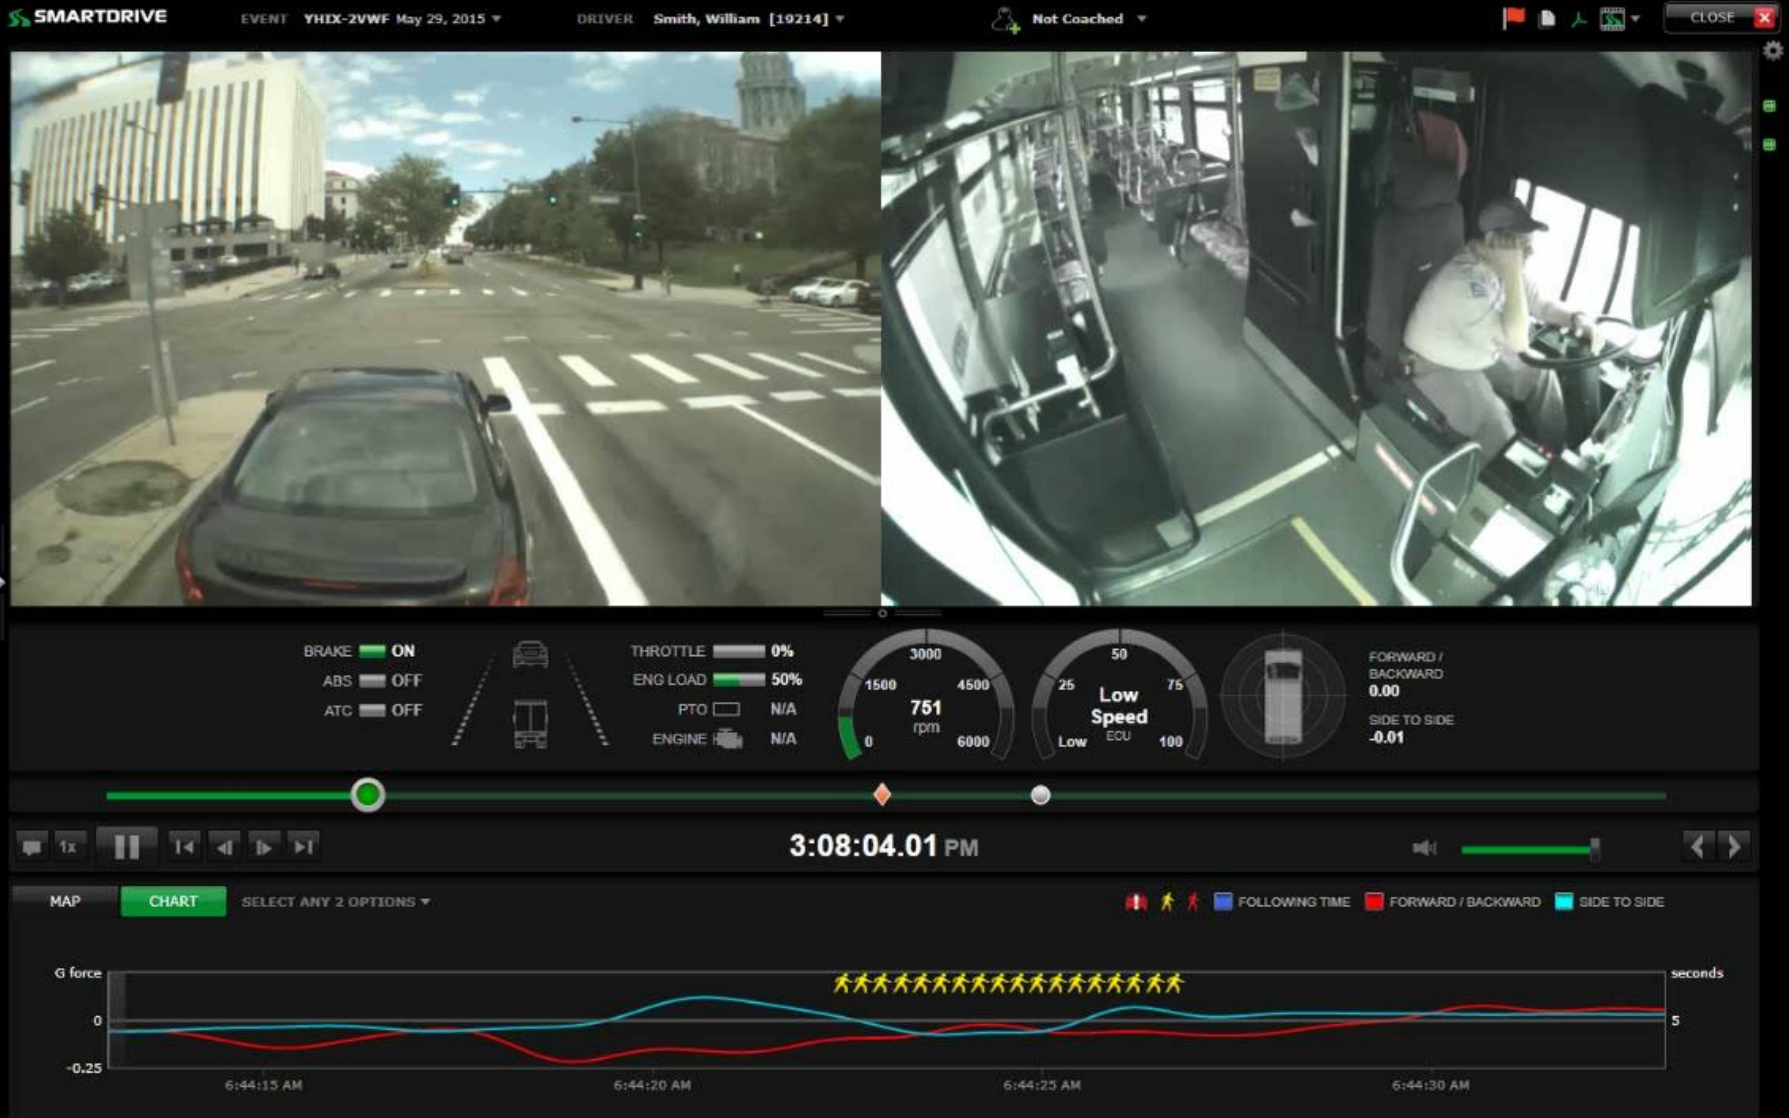 SMARTDRIVE
EVENT YHIX-2VWF May 29, 2015
DRIVER Smith, William [19214]
Not Coached
CLOSE
BRAKE ON
ABS OFF
ATC OFF
THROTTLE 0%
ENG LOAD 50%
PTO N/A
ENGINE N/A
3000
1500 4500
751
rpm
0 6000
50
25 75
Low
Speed
ECU
Low 100
FORWARD /
BACKWARD
0.00
SIDE TO SIDE
-0.01
1x
3:08:04.01 PM
MAP CHART SELECT ANY 2 OPTIONS
FOLLOWING TIME FORWARD / BACKWARD SIDE TO SIDE
G force seconds
0 5
-0.25
6:44:15 AM 6:44:20 AM 6:44:25 AM 6:44:30 AM